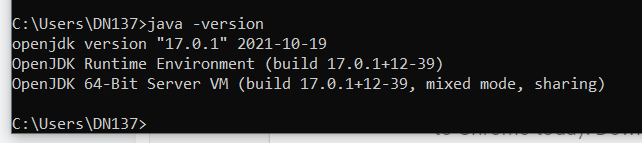 C:\Users\DN137>java -version
openjdk version "17.0.1" 2021-10-19
OpenJDK Runtime Environment (build 17.0.1+12-39)
OpenJDK 64-Bit Server VM (build 17.0.1+12-39, mixed mode, sharing)
C:\Users\DN137>